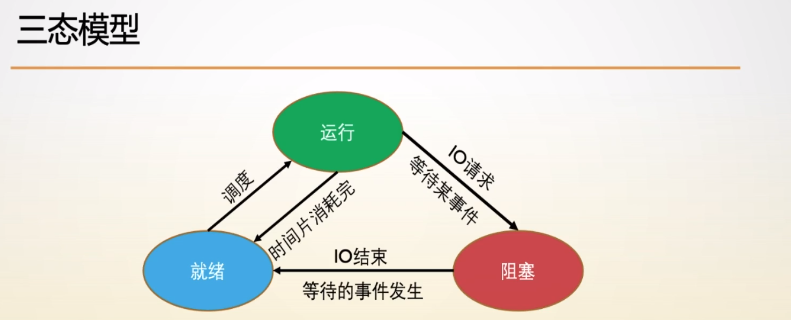 三态模型
运行
IO请求
等待某事件
调度
时间片消耗完
就绪
IO结束
等待的事件发生
阻塞